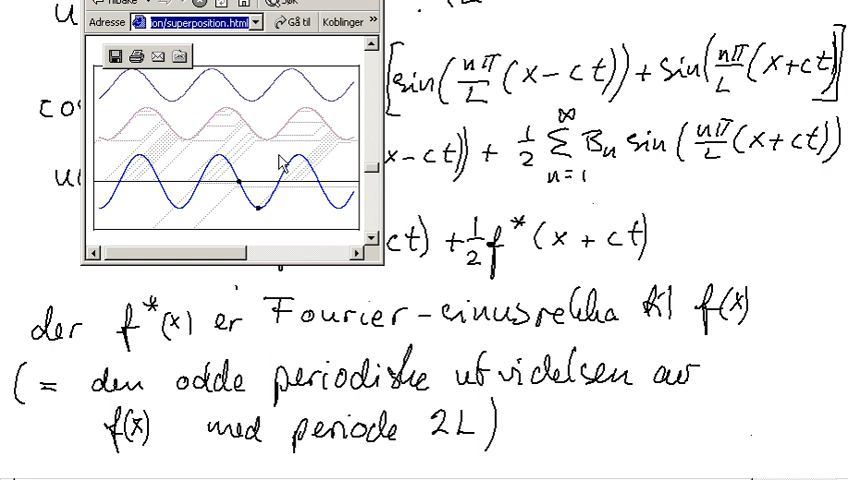 Adresse on/superposition.html Gå til Koblinger »
[sin(nπ/L (x-ct)) + sin(nπ/L (x+ct)]
x-ct) + 1/2 ∞ Σ n=1 Bn sin(nπ/L (x+ct))
ct) + 1/2 f*(x+ct)
der f*(x) er Fourier-sinusrekka til f(x)
(= den odde periodiske utvidelsen av
f(x) med periode 2L)